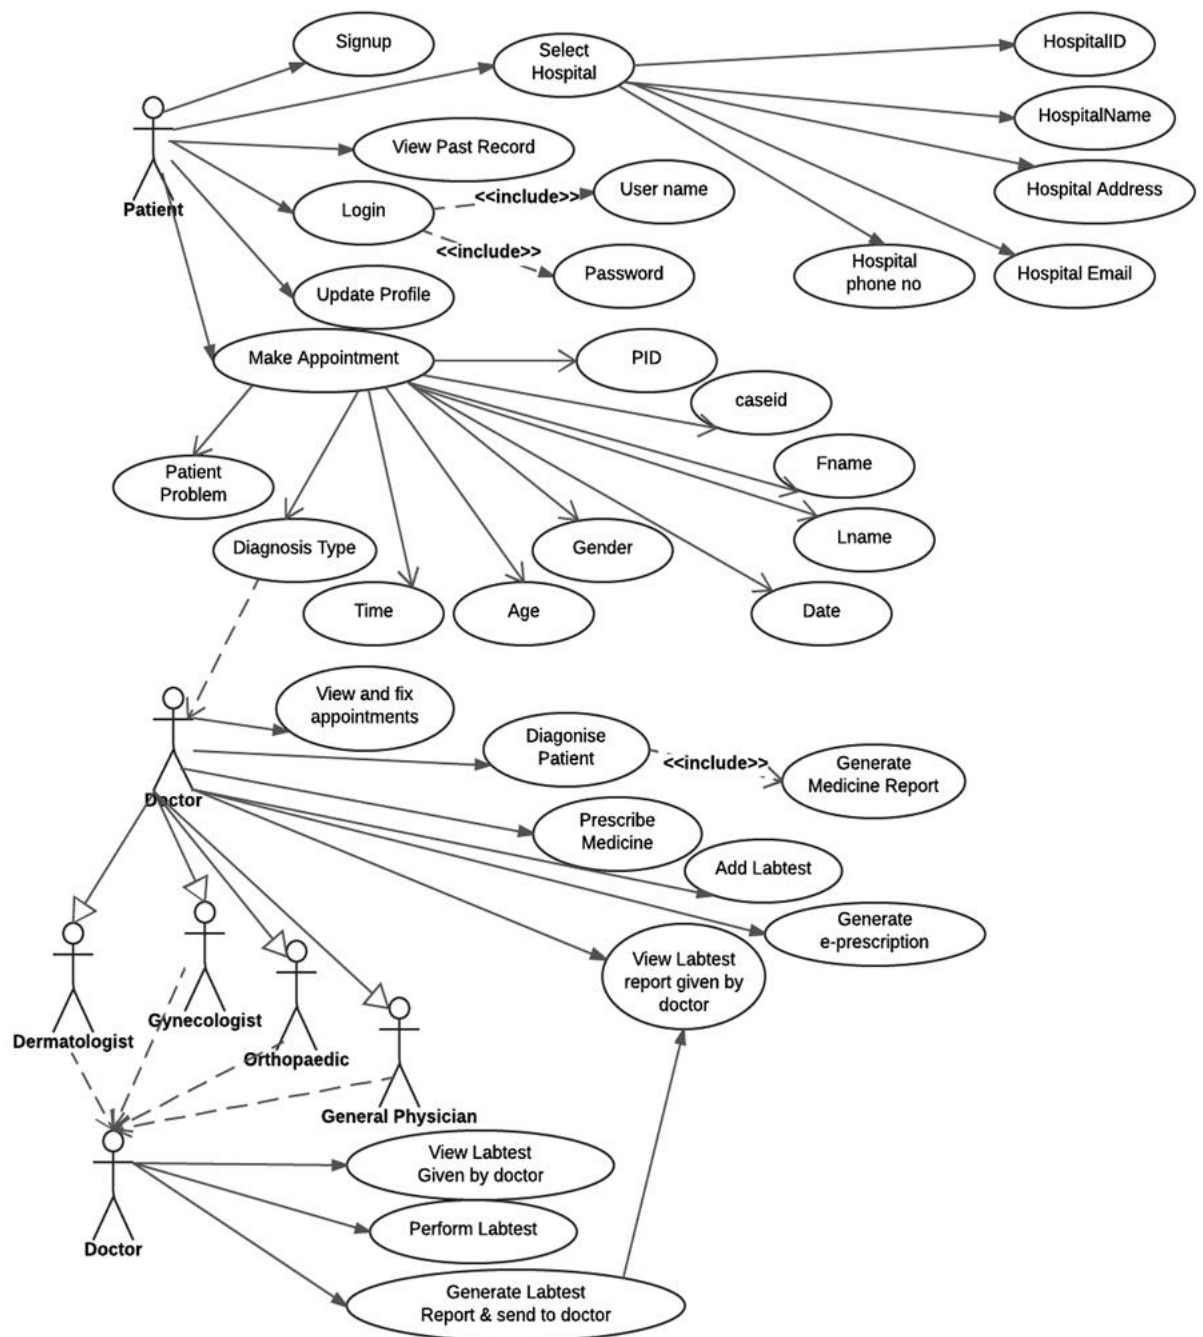 Signup
Select
Hospital
HospitalID
HospitalName
View Past Record
Hospital Address
Patient
Login
<<include>>
User name
<<include>>
Password
Hospital
phone no
Hospital Email
Update Profile
Make Appointment
PID
caseid
Fname
Lname
Patient
Problem
Diagnosis Type
Gender
Time
Age
Date
View and fix
appointments
Diagonise
Patient
<<include>>
Generate
Medicine Report
Doctor
Prescribe
Medicine
Add Labtest
Generate
e-prescription
View Labtest
report given by
doctor
Dermatologist
Gynecologist
Orthopaedic
General Physician
View Labtest
Given by doctor
Perform Labtest
Doctor
Generate Labtest
Report & send to doctor